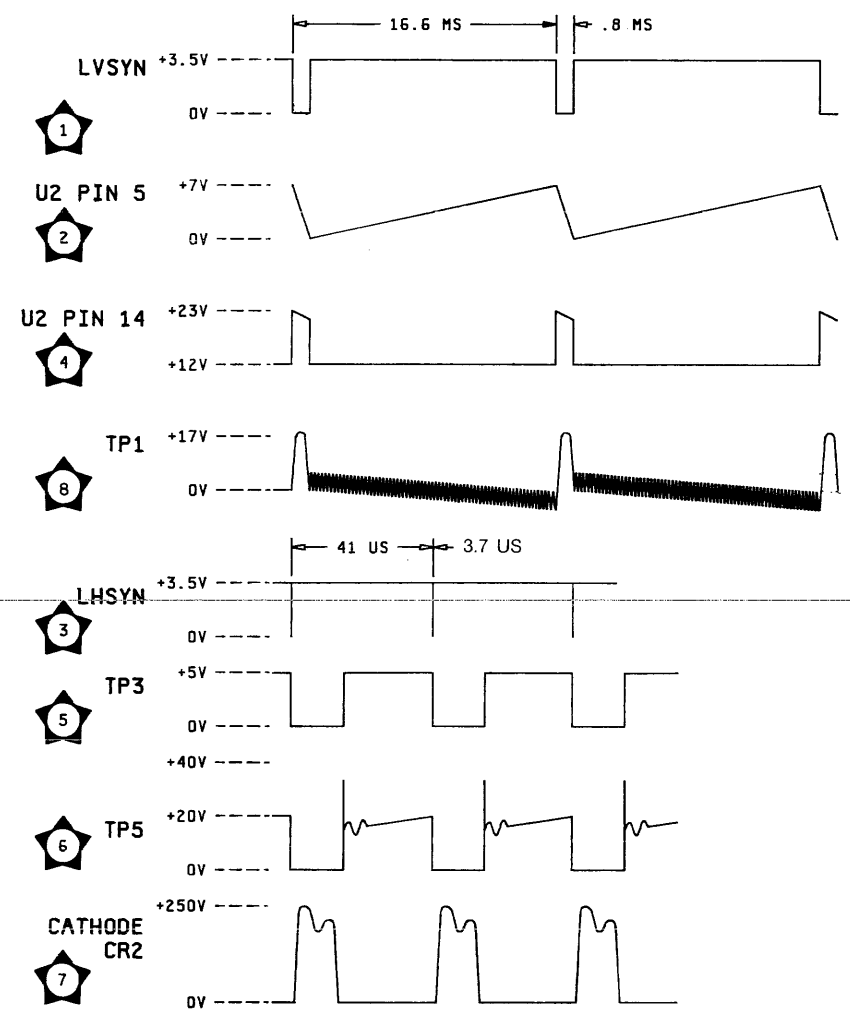 16.6 MS
.8 MS
LVSYN
+3.5V
0V
1
U2 PIN 5
+7V
0V
2
U2 PIN 14
+23V
+12V
4
TP1
+17V
0V
8
41 US
3.7 US
LHSYN
+3.5V
0V
3
TP3
+5V
0V
5
+40V
TP5
+20V
0V
6
CATHODE
CR2
+250V
0V
7